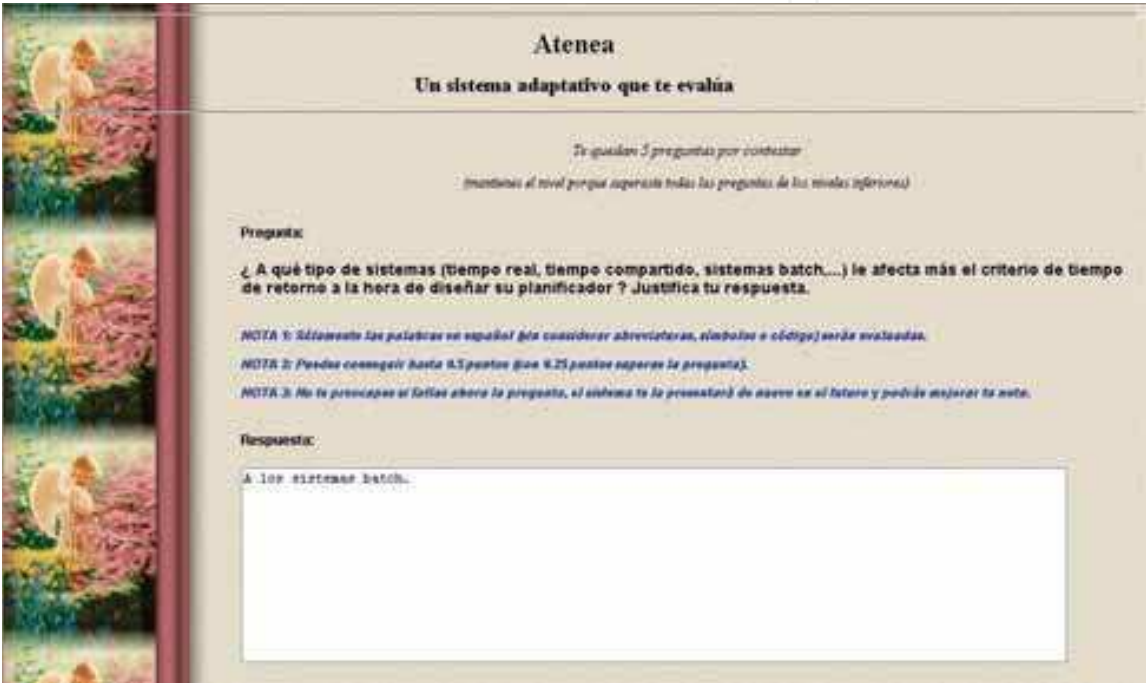 Atenea
Un sistema adaptativo que te evalúa
Te quedan 5 preguntas por contestar
(mantienes el nivel porque superaste todas las preguntas de los niveles inferiores)
Pregunta:
¿ A qué tipo de sistemas (tiempo real, tiempo compartido, sistemas batch,...) le afecta más el criterio de tiempo
de retorno a la hora de diseñar su planificador ? Justifica tu respuesta.
NOTA 1: Sólamente las palabras en español (sin considerar abreviaturas, símbolos o código) serán evaluadas.
NOTA 2: Puedes conseguir hasta puntos (con puntos superas la pregunta).
NOTA 3: No te preocupes si fallas ahora la pregunta, el sistema te la presentará de nuevo en el futuro y podrás mejorar tu nota.
Respuesta:
A los sistemas batch.